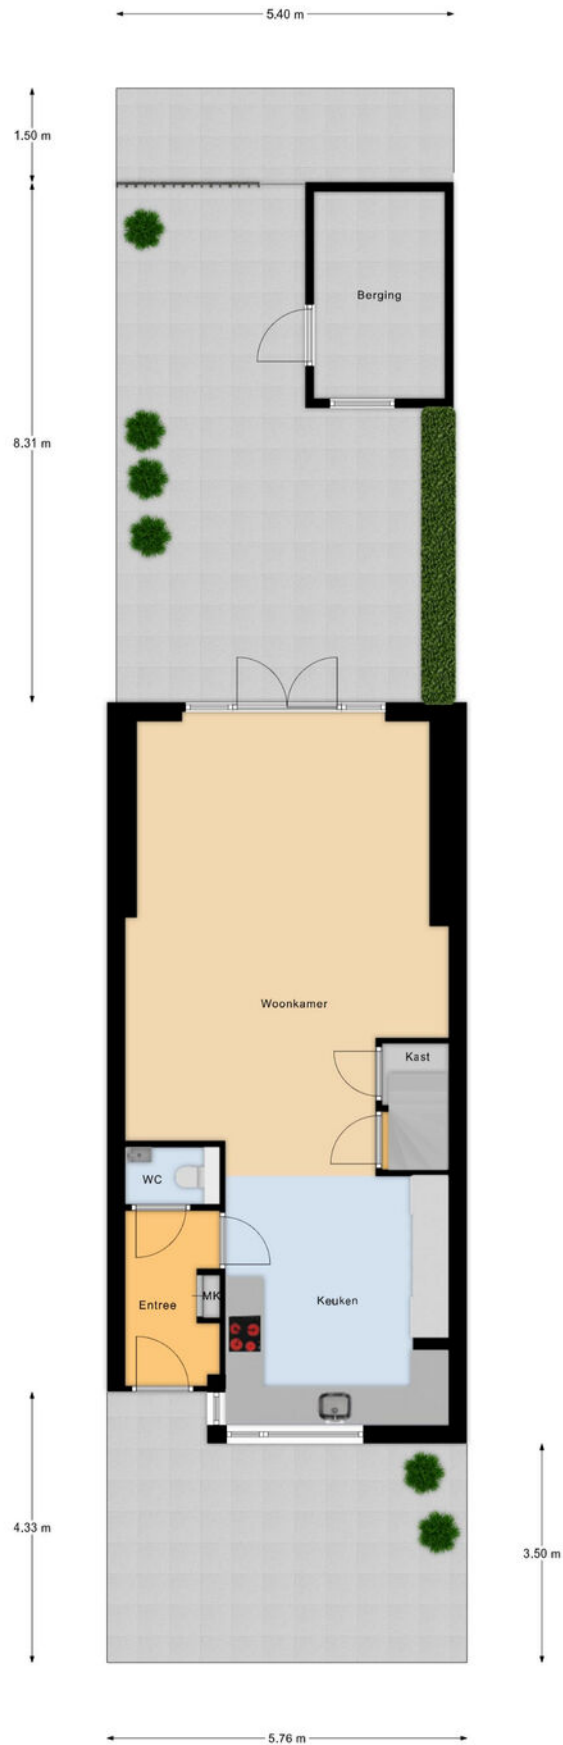 5.40 m
1.50 m
Berging
8.31 m
Woonkamer
Kast
WC
MK
Entree
Keuken
4.33 m
3.50 m
5.76 m